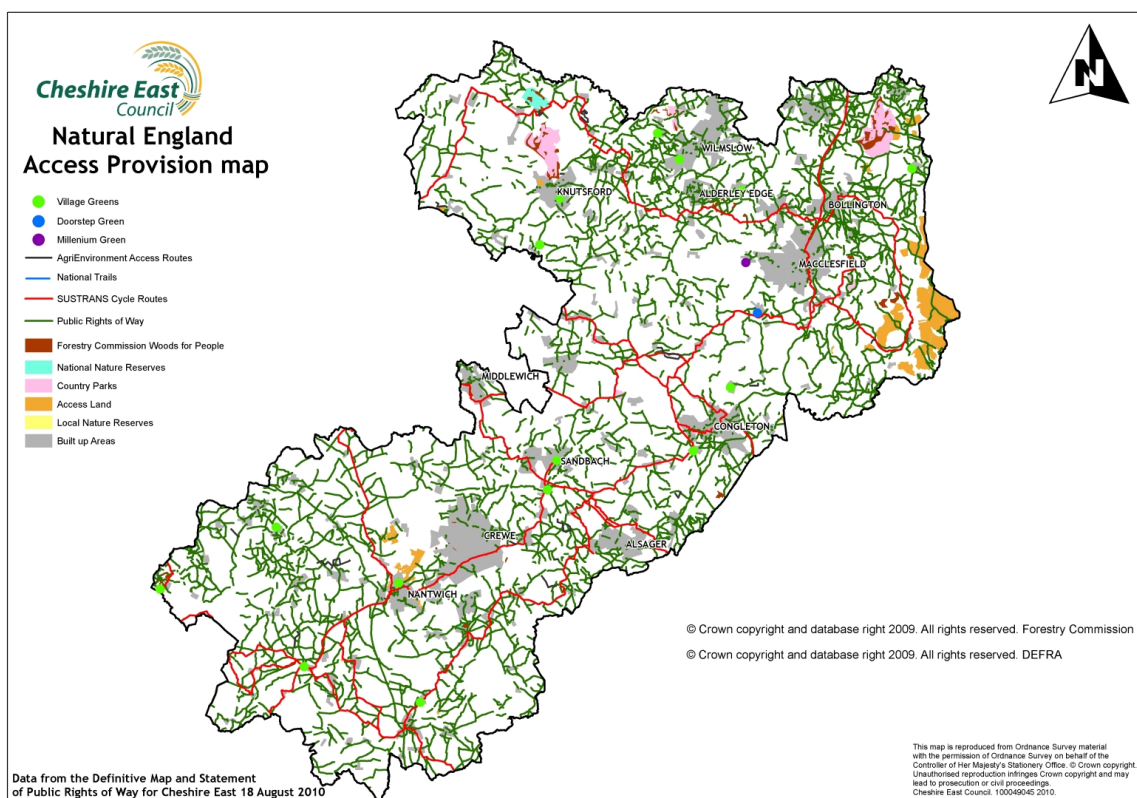 Cheshire East
Council
Natural England
Access Provision map
Village Greens
Doorstep Green
Millenium Green
AgriEnvironment Access Routes
National Trails
SUSTRANS Cycle Routes
Public Rights of Way
Forestry Commission Woods for People
National Nature Reserves
Country Parks
Access Land
Local Nature Reserves
Built up Areas
N
WILMSLOW
KNUTSFORD
ALDERLEY EDGE
BOLLINGTON
MACCLESFIELD
MIDDLEWICH
CONGLETON
SANDBACH
CREWE
ALSAGER
NANTWICH
© Crown copyright and database right 2009. All rights reserved. Forestry Commission
© Crown copyright and database right 2009. All rights reserved. DEFRA
Data from the Definitive Map and Statement
of Public Rights of Way for Cheshire East 18 August 2010
This map is reproduced from Ordnance Survey material
with the permission of Ordnance Survey on behalf of the
Controller of Her Majesty's Stationery Office. © Crown copyright.
Unauthorised reproduction infringes Crown copyright and may
lead to prosecution or civil proceedings.
Cheshire East Council. 100049045 2010.